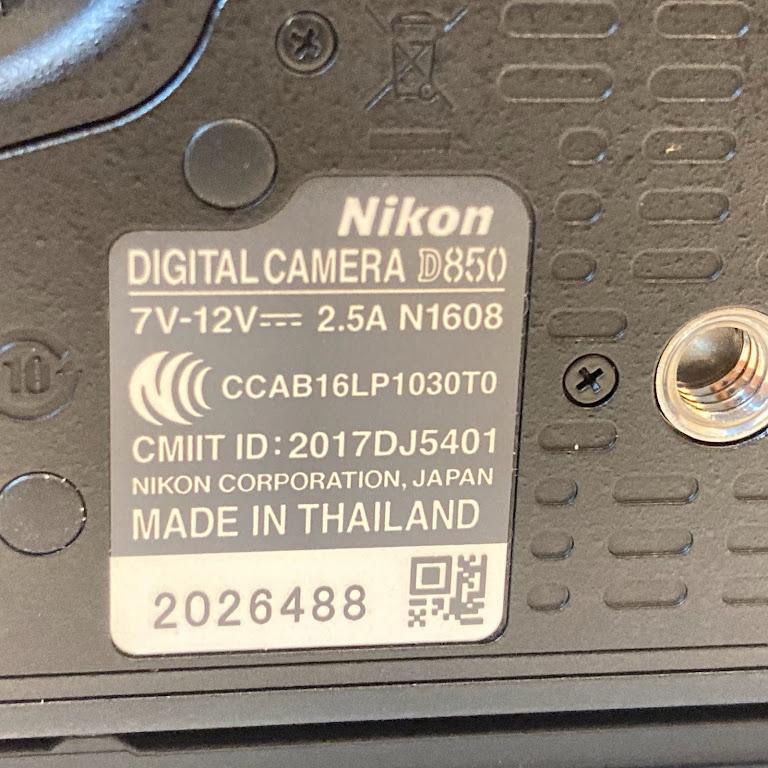 Nikon
DIGITAL CAMERA D850
7V-12V⎓ 2.5A N1608
CCAB16LP1030T0
10
CMIIT ID:2017DJ5401
NIKON CORPORATION, JAPAN
MADE IN THAILAND
2026488